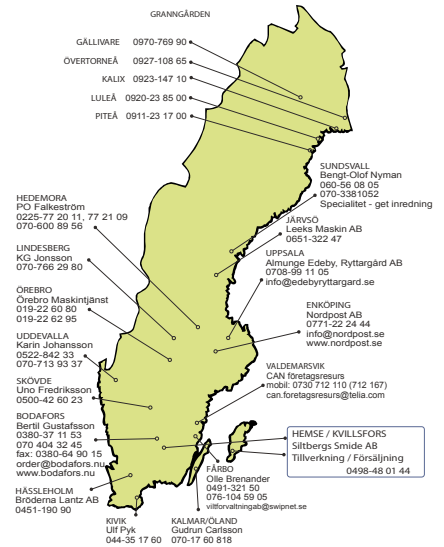 GRANNGÅRDEN
GÄLLIVARE 0970-769 90
ÖVERTORNEÅ 0927-108 65
KALIX 0923-147 10
LULEÅ 0920-23 85 00
PITEÅ 0911-23 17 00
SUNDSVALL
Bengt-Olof Nyman
060-56 08 05
070-3381052
Specialitet - get inredning
JÄRVSÖ
Leeks Maskin AB
0651-322 47
UPPSALA
Almunge Edeby, Ryttargård AB
0708-99 11 05
info@edebyryttargard.se
ENKÖPING
Nordpost AB
0771-22 24 44
info@nordpost.se
www.nordpost.se
VALDEMARSVIK
CAN företagsresurs
mobil: 0730 712 110 (712 167)
can.foretagsresurs@telia.com
HEMSE / KVILLSFORS
Siltbergs Smide AB
Tillverkning / Försäljning
0498-48 01 44
HEDEMORA
PO Falkeström
0225-77 20 11, 77 21 09
070-600 89 56
LINDESBERG
KG Jonsson
070-766 29 80
ÖREBRO
Örebro Maskintjänst
019-22 60 80
019-22 62 95
UDDEVALLA
Karin Johansson
0522-842 33
070-713 93 37
SKÖVDE
Uno Fredriksson
0500-42 60 23
BODAFORS
Bertil Gustafsson
0380-37 11 53
070 404 32 45
fax: 0380-64 90 15
order@bodafors.nu
www.bodafors.nu
HÄSSLEHOLM
Bröderna Lantz AB
0451-190 90
KIVIK
Ulf Pyk
044-35 17 60
KALMAR/ÖLAND
Gudrun Carlsson
070-17 60 818
FÅRBO
Olle Brenander
0491-321 50
076-104 59 05
viltforvaltningab@swipnet.se